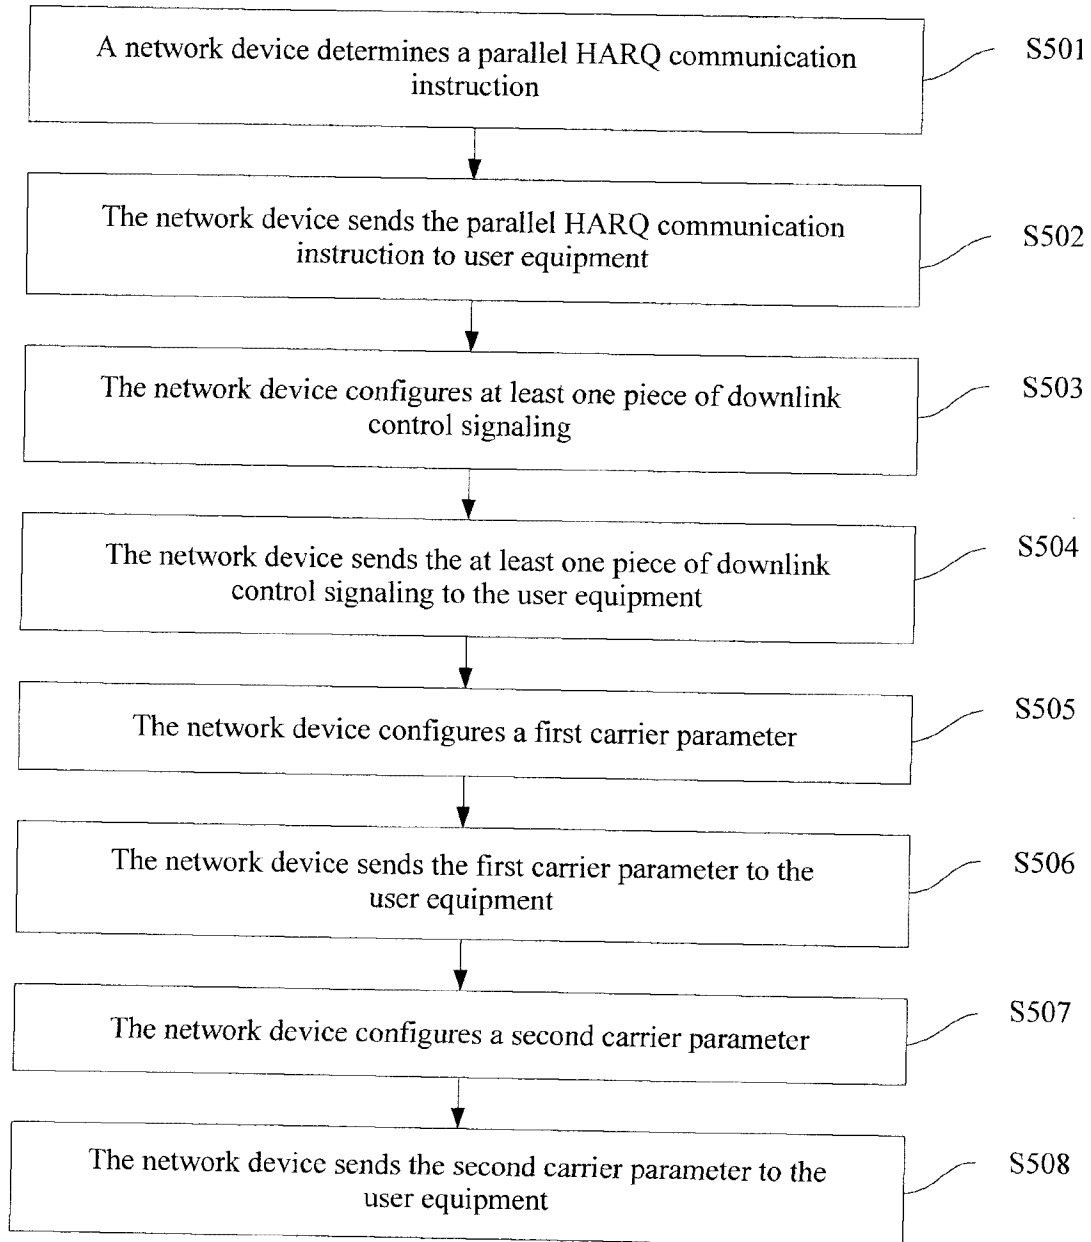 A network device determines a parallel HARQ communication
instruction
S501
The network device sends the parallel HARQ communication
instruction to user equipment
S502
The network device configures at least one piece of downlink
control signaling
S503
The network device sends the at least one piece of downlink
control signaling to the user equipment
S504
The network device configures a first carrier parameter
S505
The network device sends the first carrier parameter to the
user equipment
S506
The network device configures a second carrier parameter
S507
The network device sends the second carrier parameter to the
user equipment
S508